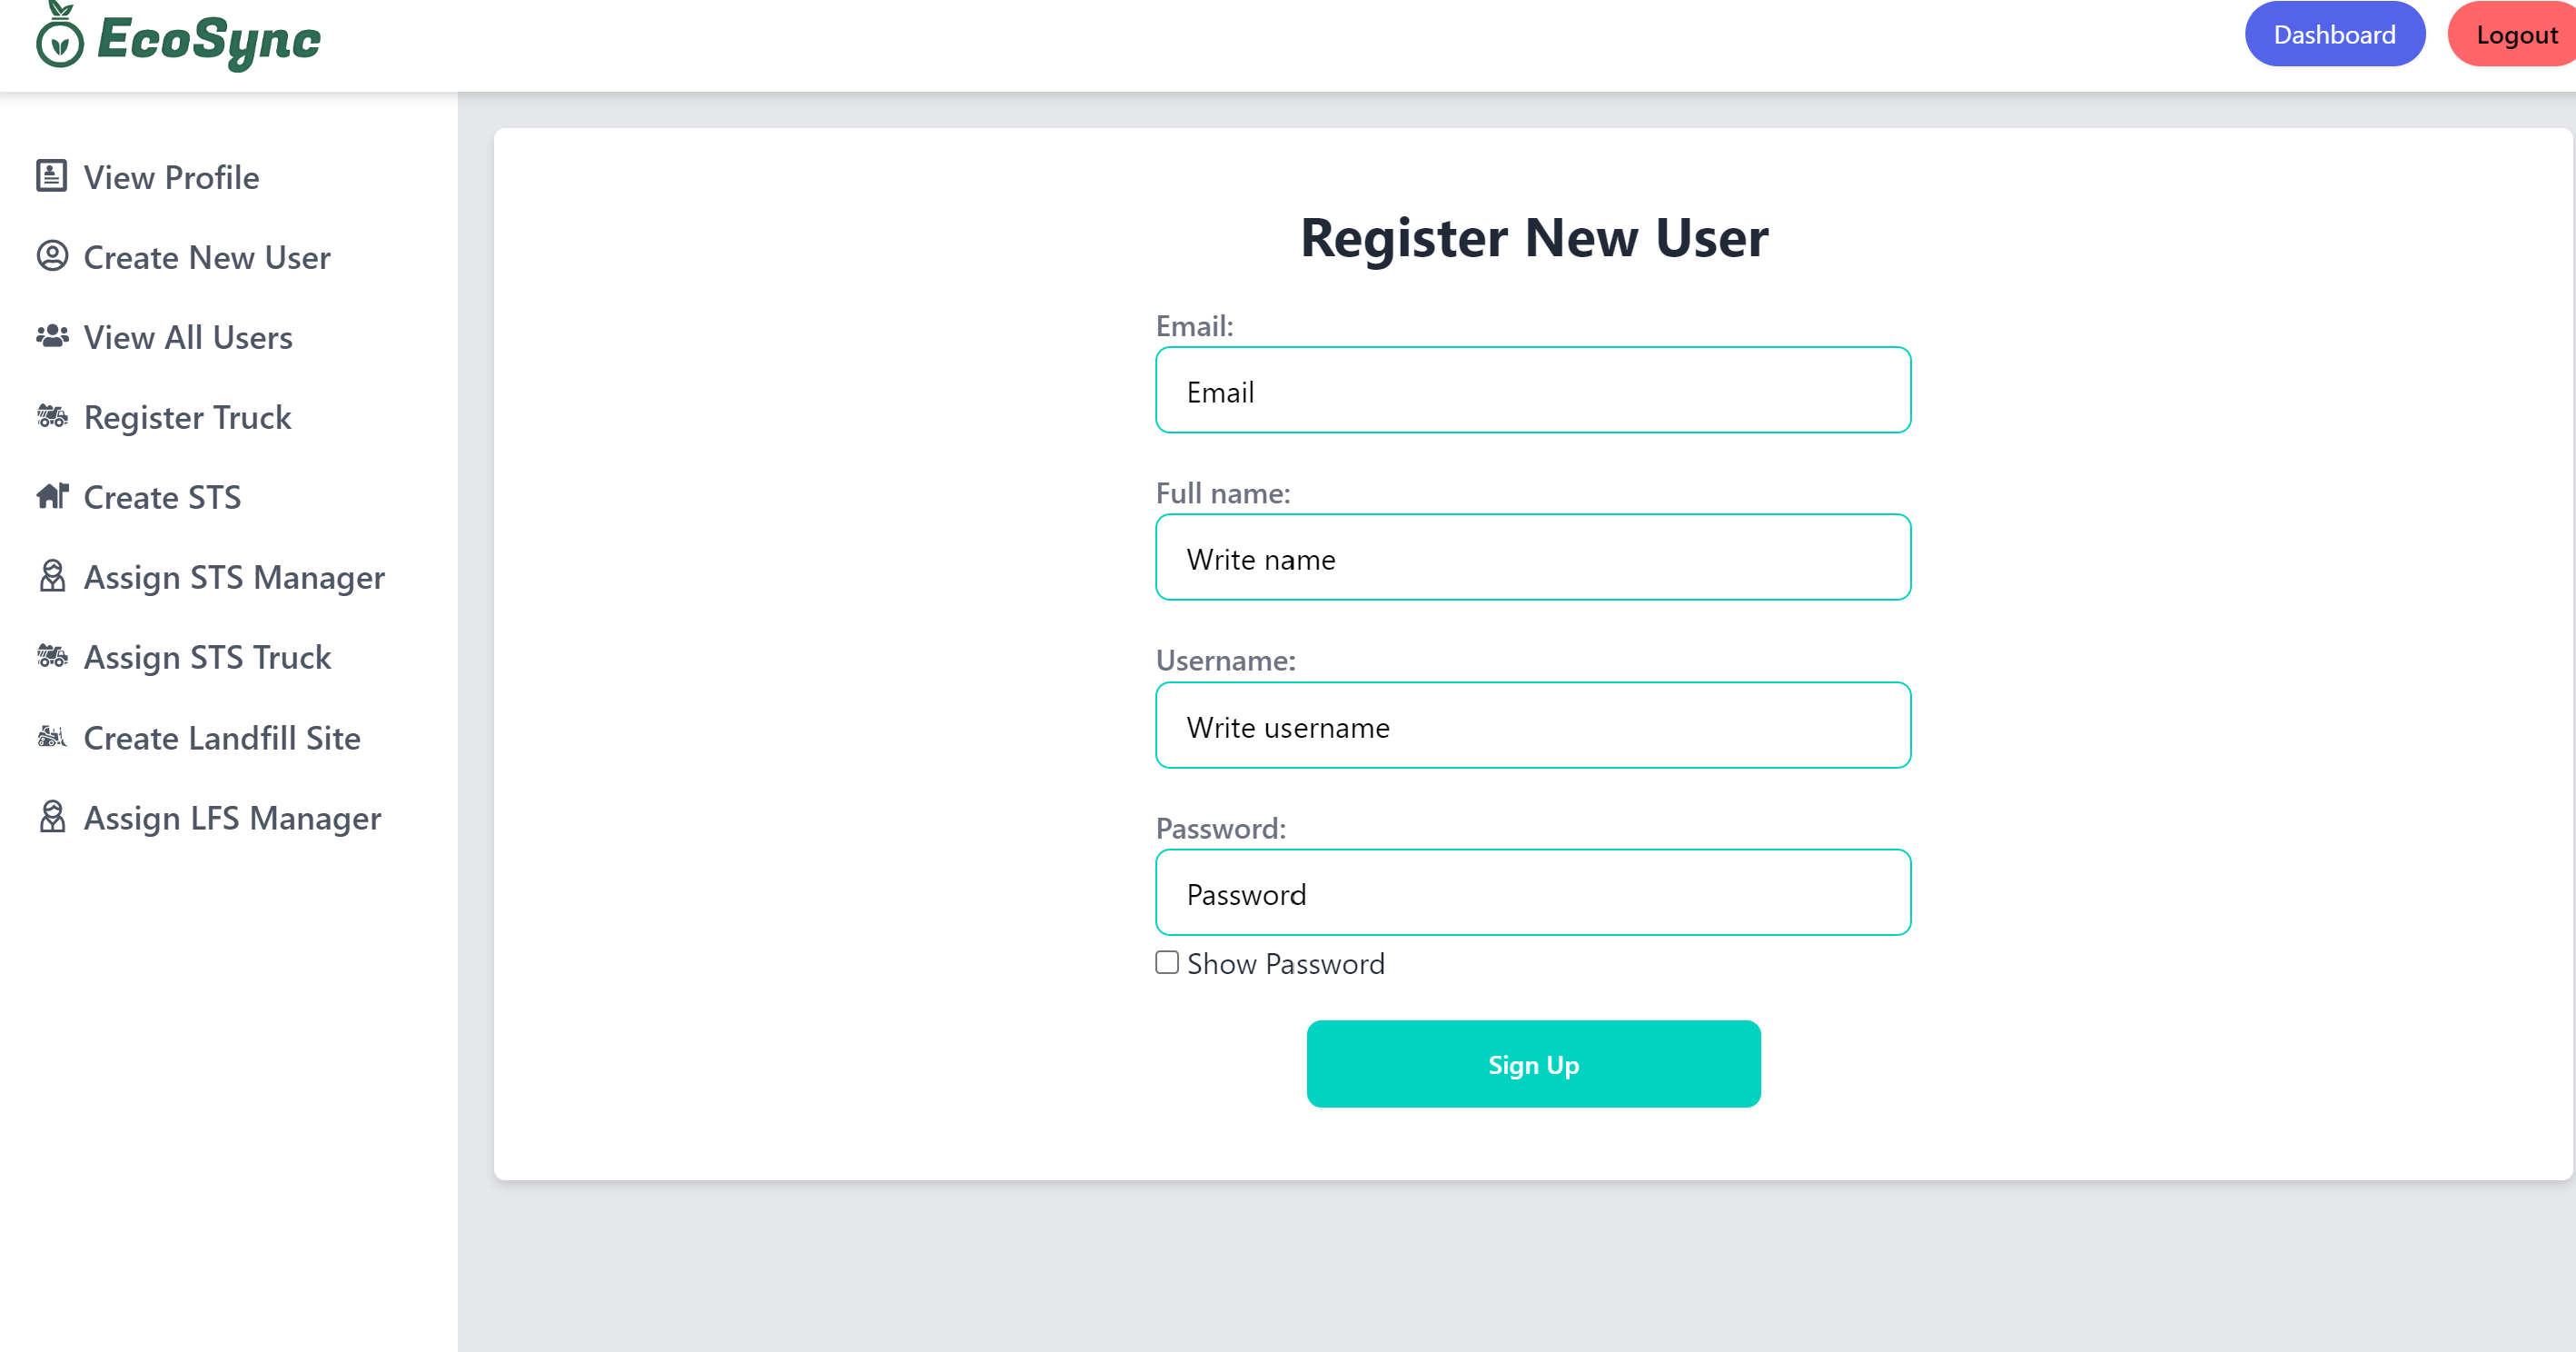 EcoSync
Dashboard
Logout
View Profile
Create New User
View All Users
Register Truck
Create STS
Assign STS Manager
Assign STS Truck
Create Landfill Site
Assign LFS Manager
Register New User
Email:
Email
Full name:
Write name
Username:
Write username
Password:
Password
Show Password
Sign Up